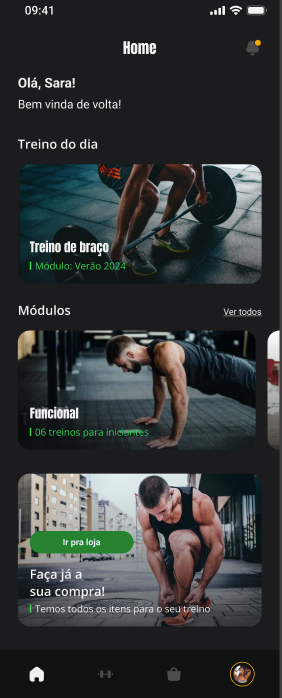 09:41
Home
Olá, Sara!
Bem vinda de volta!
Treino do dia
Treino de braço
Módulo: Verão 2024
Módulos
Ver todos
Funcional
06 treinos para iniciantes
Ir pra loja
Faça já a
sua compra!
Temos todos os itens para o seu treino